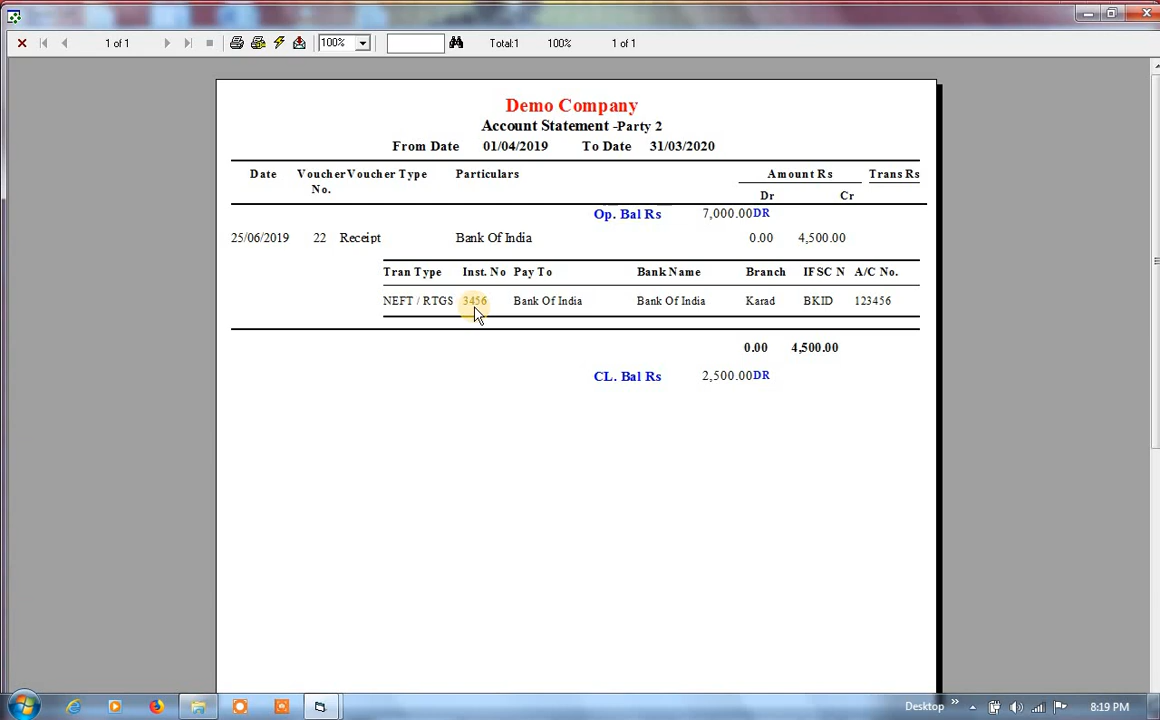 1 of 1 100% Total:1 100% 1 of 1
Demo Company
Account Statement -Party 2
From Date 01/04/2019 To Date 31/03/2020
Date Voucher Voucher Type Particulars Amount Rs Trans Rs
No. Dr Cr
Op. Bal Rs 7,000.00DR
25/06/2019 22 Receipt Bank Of India 0.00 4,500.00
Tran Type Inst. No Pay To Bank Name Branch IFSC N A/C No.
NEFT / RTGS 3456 Bank Of India Bank Of India Karad BKID 123456
0.00 4,500.00
CL. Bal Rs 2,500.00DR
Desktop 8:19 PM